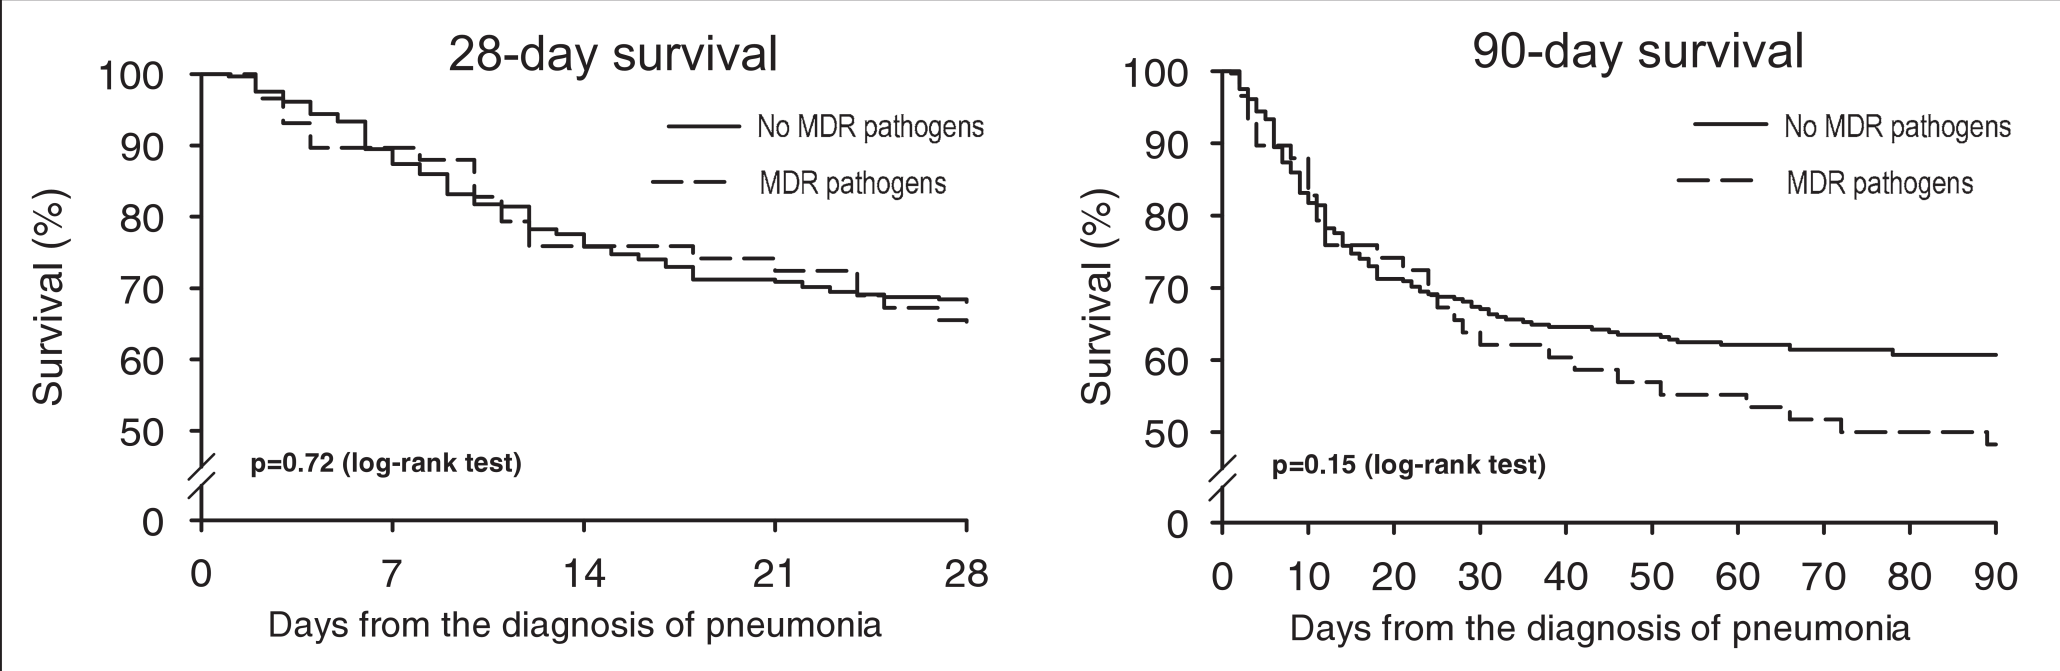 28-day survival
100
90
80
70
60
50
0
Survival (%)
No MDR pathogens
MDR pathogens
p=0.72 (log-rank test)
0 7 14 21 28
Days from the diagnosis of pneumonia
90-day survival
100
90
80
70
60
50
0
Survival (%)
No MDR pathogens
MDR pathogens
p=0.15 (log-rank test)
0 10 20 30 40 50 60 70 80 90
Days from the diagnosis of pneumonia